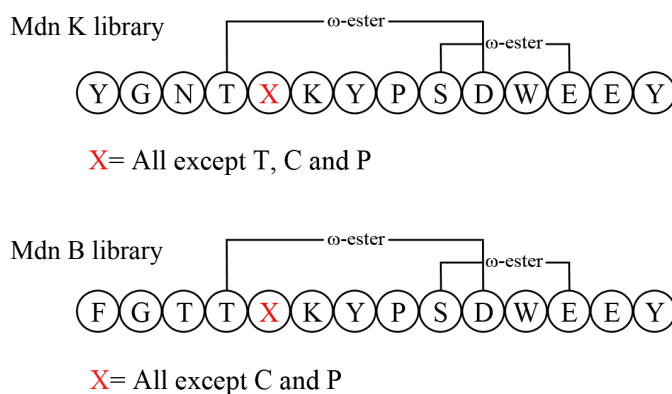 Mdn K library
ω-ester
ω-ester
Y G N T X K Y P S D W E E Y
X= All except T, C and P
Mdn B library
ω-ester
ω-ester
F G T T X K Y P S D W E E Y
X= All except C and P